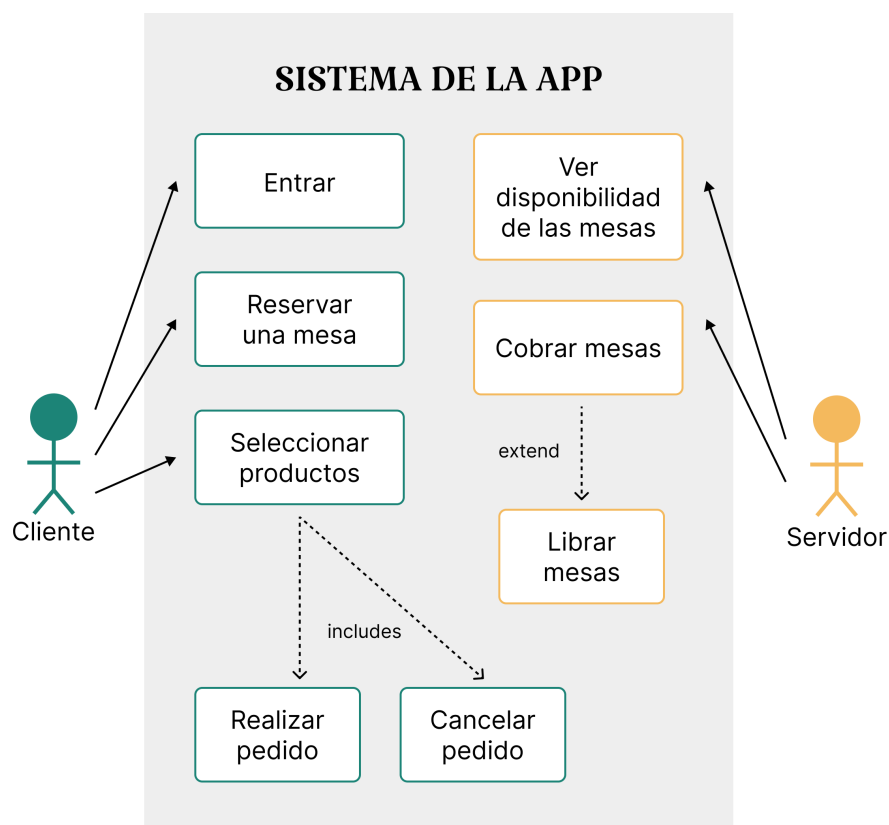 SISTEMA DE LA APP
Entrar
Ver
disponibilidad
de las mesas
Reservar
una mesa
Cobrar mesas
Seleccionar
productos
extend
Cliente
Servidor
Librar
mesas
includes
Realizar
pedido
Cancelar
pedido